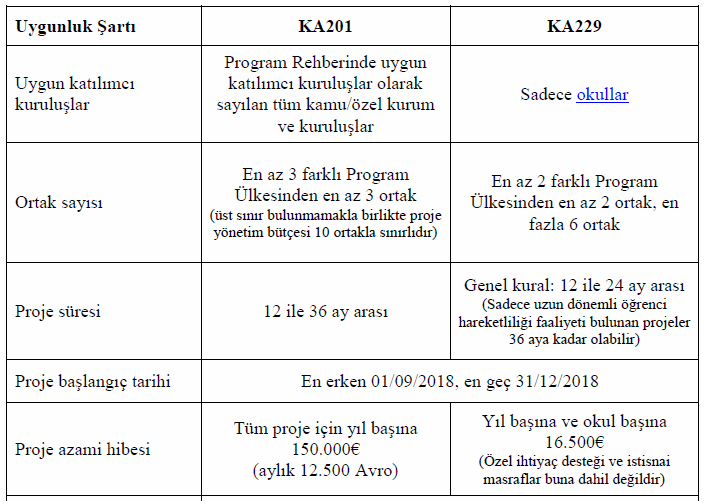 Uygunluk Şartı
KA201
KA229
Uygun katılımcı
kuruluşlar
Program Rehberinde uygun
katılımcı kuruluşlar olarak
sayılan tüm kamu/özel kurum
ve kuruluşlar
Sadece okullar
Ortak sayısı
En az 3 farklı Program
Ülkesinden en az 3 ortak
(üst sınır bulunmamakla birlikte proje
yönetim bütçesi 10 ortakla sınırlıdır)
En az 2 farklı Program
Ülkesinden en az 2 ortak, en
fazla 6 ortak
Proje süresi
12 ile 36 ay arası
Genel kural: 12 ile 24 ay arası
(Sadece uzun dönemli öğrenci
hareketliliği faaliyeti bulunan projeler
36 aya kadar olabilir)
Proje başlangıç tarihi
En erken 01/09/2018, en geç 31/12/2018
Proje azami hibesi
Tüm proje için yıl başına
150.000€
(aylık 12.500 Avro)
Yıl başına ve okul başına
16.500€
(Özel ihtiyaç desteği ve istisnai
masraflar buna dahil değildir)